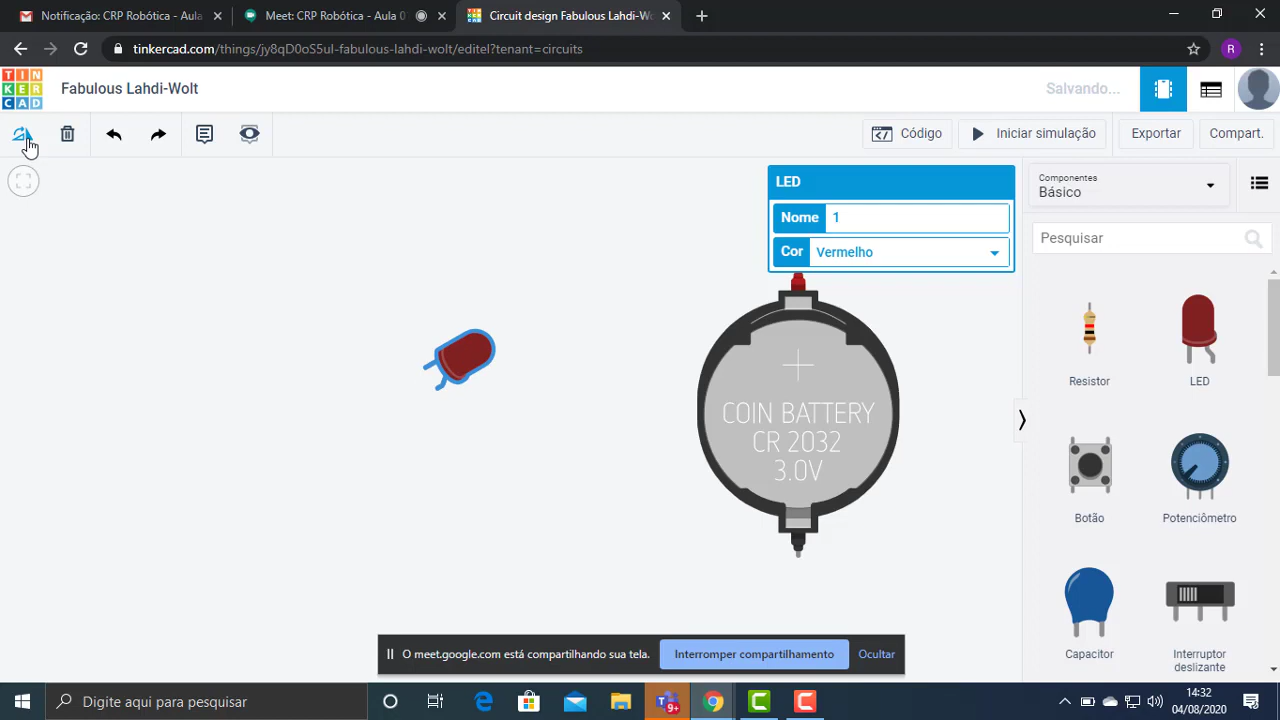 Notificação: CRP Robótica - Aula
Meet: CRP Robótica - Aula 0
Circuit design Fabulous Lahdi-Wo
tinkercad.com/things/jy8qD0oS5ul-fabulous-lahdi-wolt/editel?tenant=circuits
R
TIN
KER
CAD
Fabulous Lahdi-Wolt
Salvando...
Código
Iniciar simulação
Exportar
Compart.
LED
Nome 1
Cor Vermelho
Componentes
Básico
Pesquisar
COIN BATTERY
CR 2032
3.0V
Resistor
LED
Botão
Potenciômetro
Capacitor
Interruptor
deslizante
O meet.google.com está compartilhando sua tela.
Interromper compartilhamento
Ocultar
Digite aqui para pesquisar
9+
14:32
04/08/2020